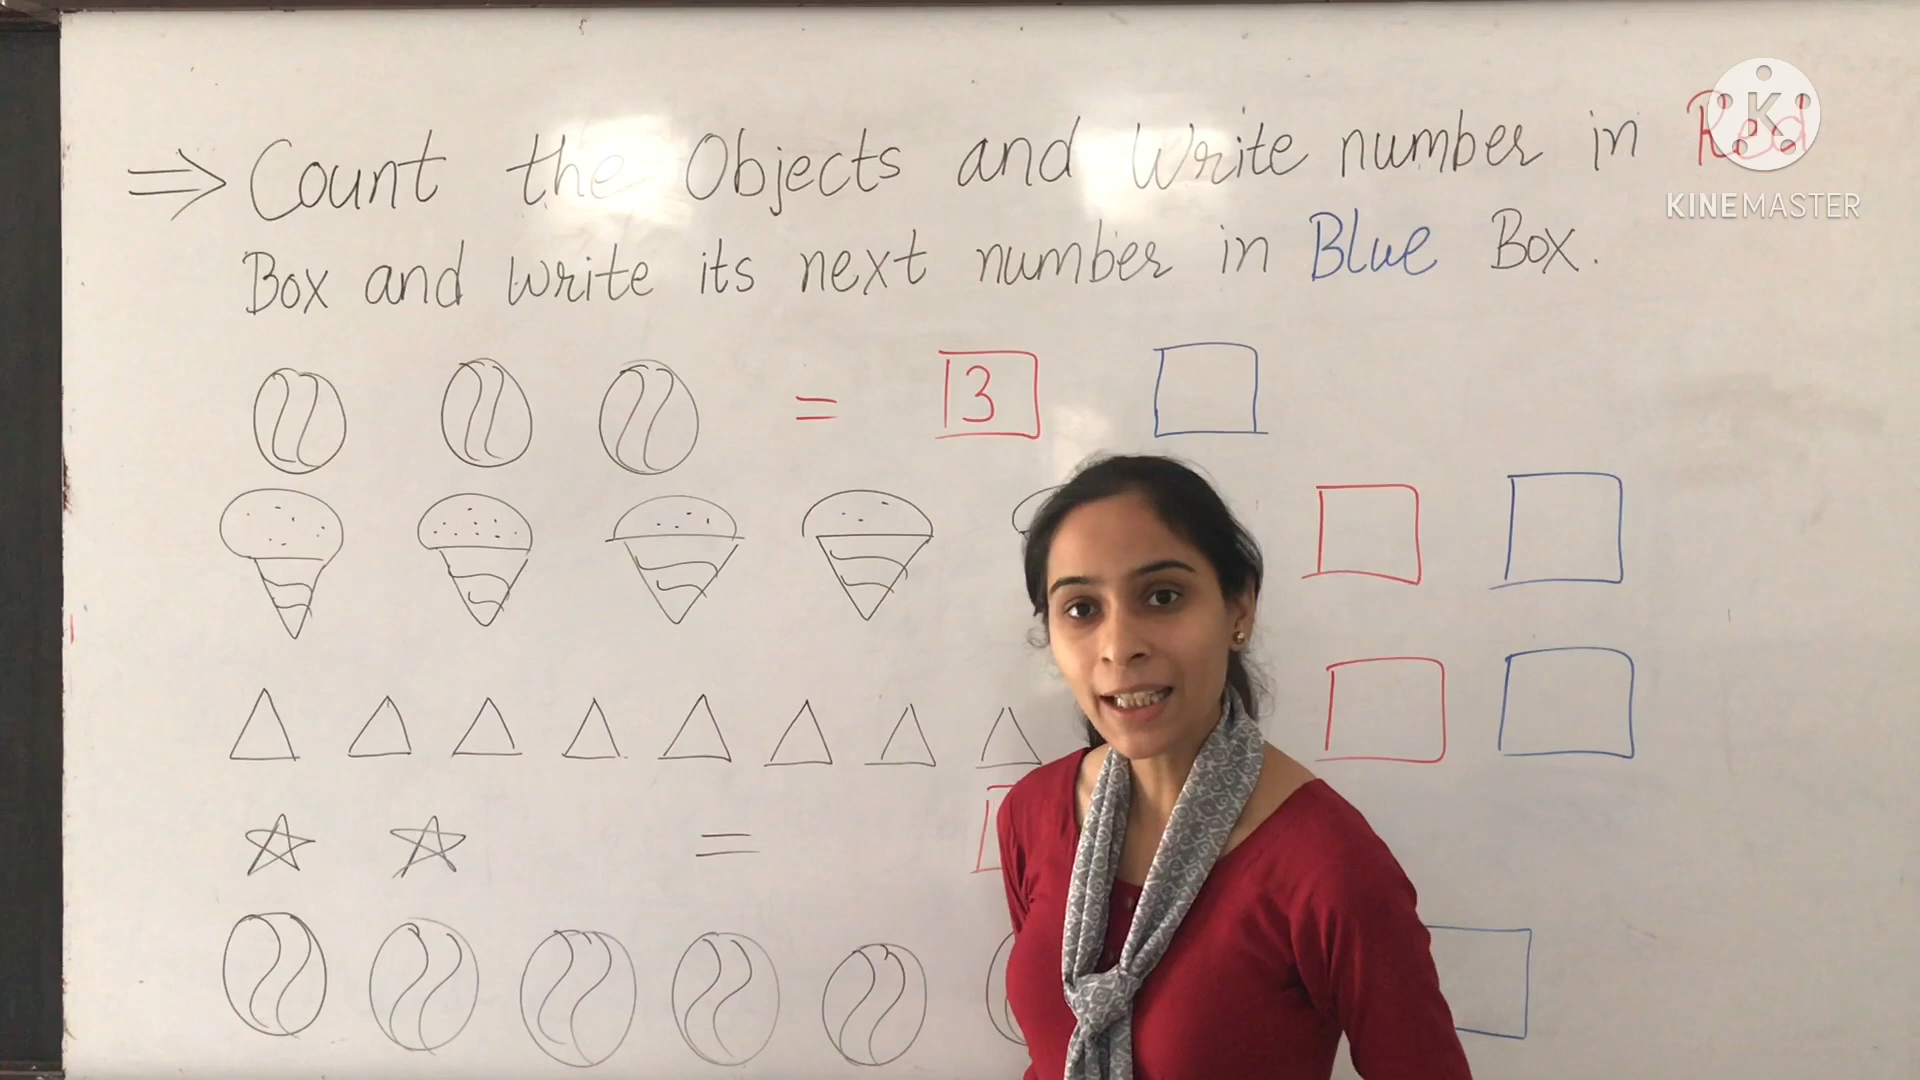 ⇒ Count the Objects and Write number in Red
Box and write its next number in Blue Box.
= 3
=
K
KINEMASTER